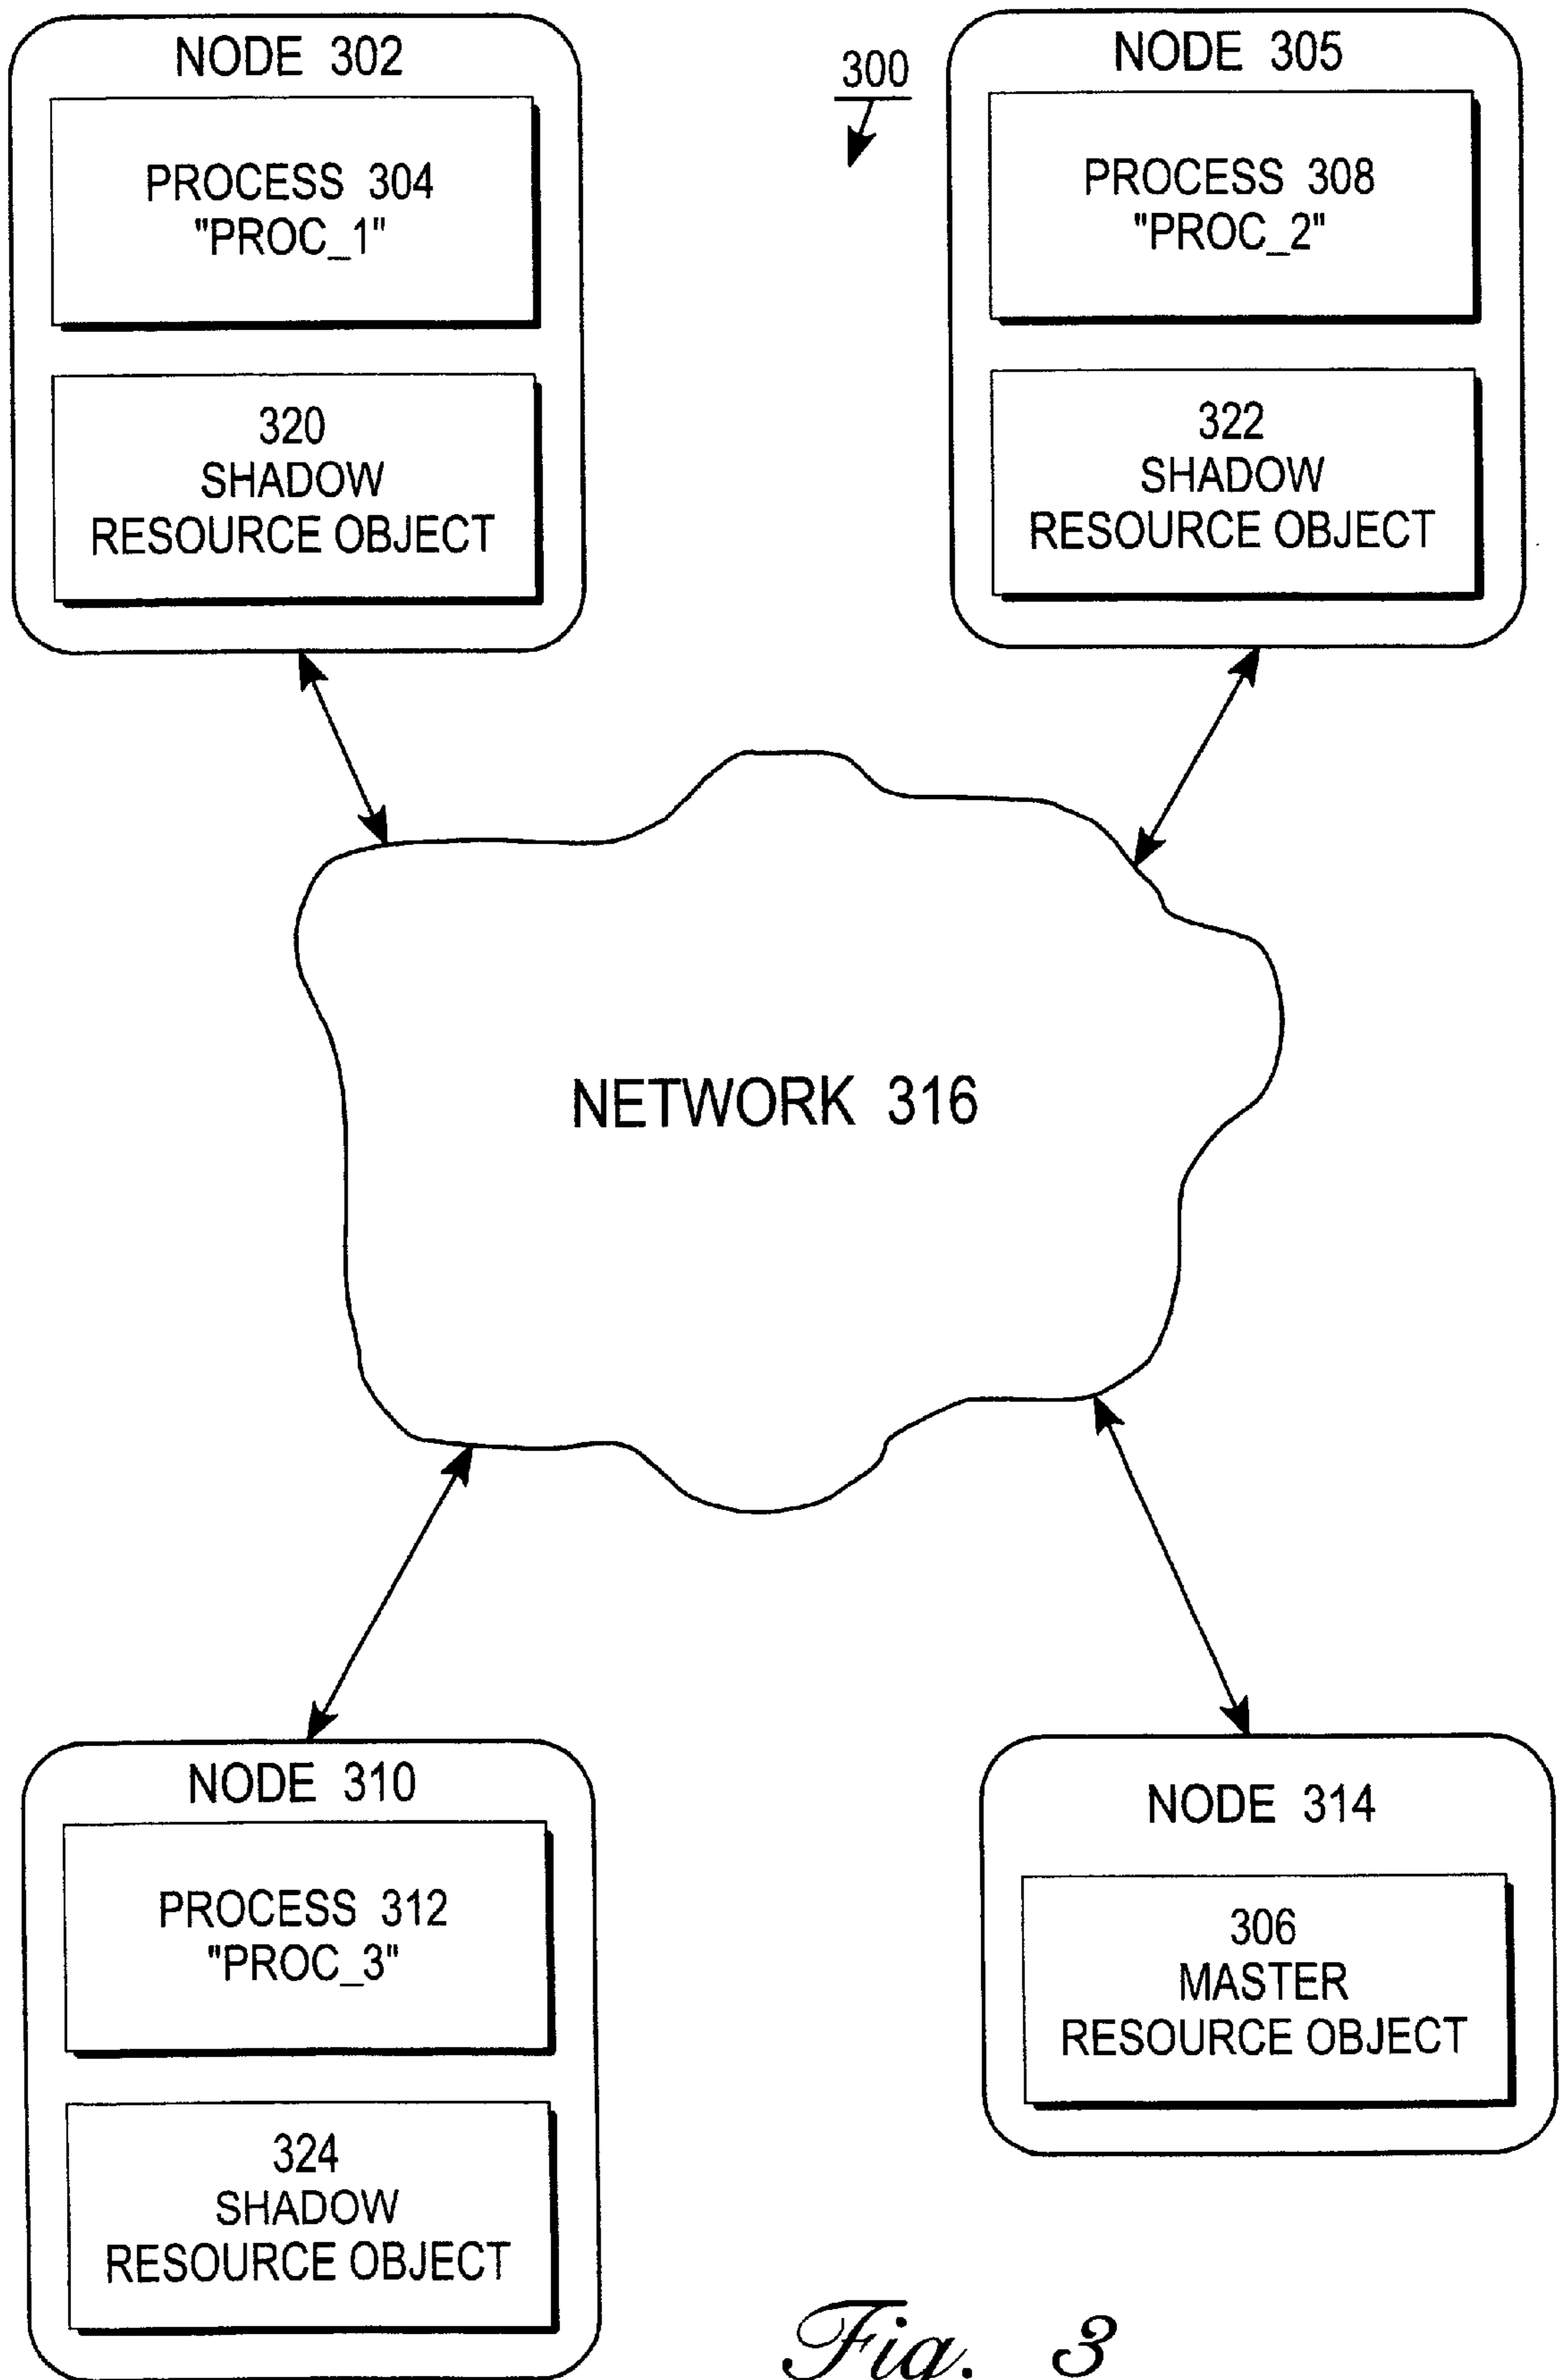 NODE 302
PROCESS 304
"PROC_1"
320
SHADOW
RESOURCE OBJECT
300
NODE 305
PROCESS 308
"PROC_2"
322
SHADOW
RESOURCE OBJECT
NETWORK 316
NODE 310
PROCESS 312
"PROC_3"
324
SHADOW
RESOURCE OBJECT
NODE 314
306
MASTER
RESOURCE OBJECT
Fig. 3